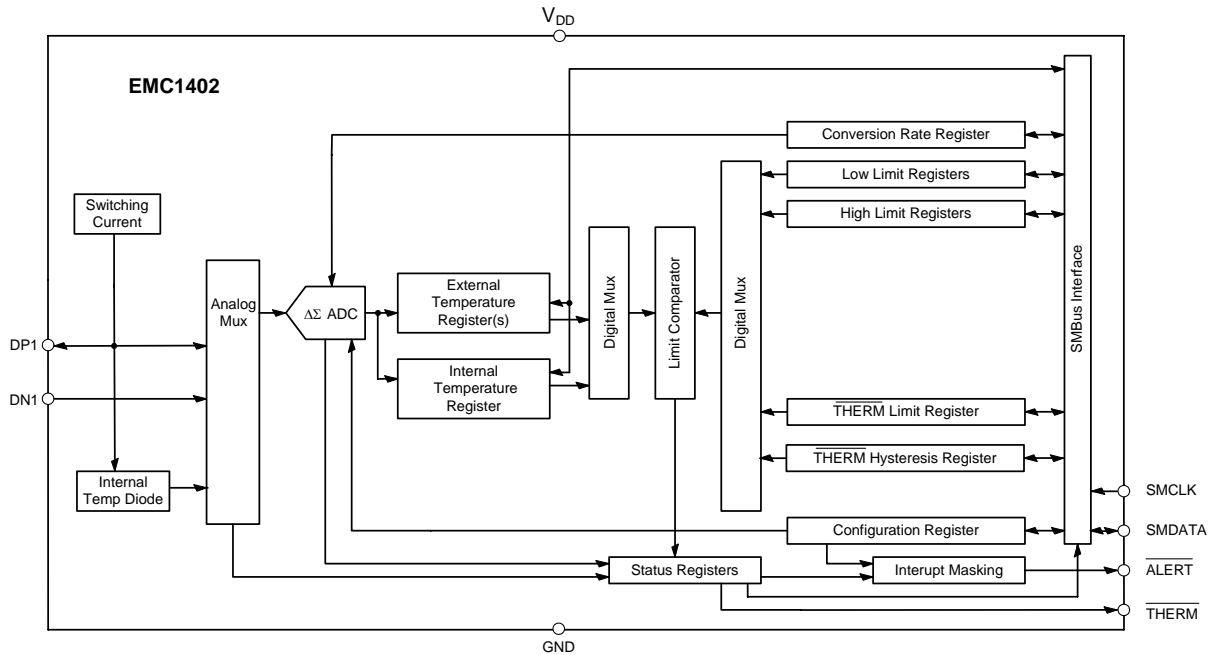 V_DD
EMC1402
Conversion Rate Register
Low Limit Registers
High Limit Registers
Switching
Current
Analog
Mux
ΔΣ ADC
External
Temperature
Register(s)
Internal
Temperature
Register
Digital Mux
Limit Comparator
Digital Mux
SMBus Interface
DP1
DN1
Internal
Temp Diode
THERM Limit Register
THERM Hysteresis Register
Configuration Register
Status Registers
Interupt Masking
SMCLK
SMDATA
ALERT
THERM
GND